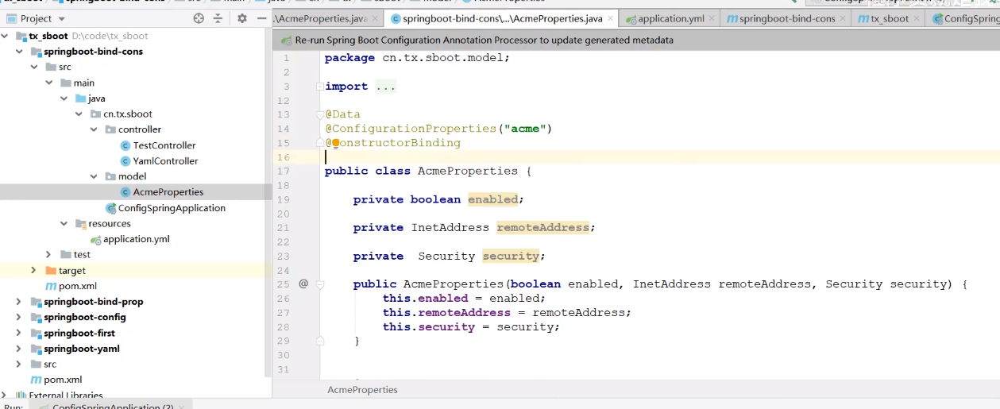 Project
tx_sboot D:\code\tx_sboot
springboot-bind-cons
src
main
java
cn.tx.sboot
controller
TestController
YamlController
model
AcmeProperties
ConfigSpringApplication
resources
application.yml
test
target
pom.xml
springboot-bind-prop
springboot-config
springboot-first
springboot-yaml
src
pom.xml
External Libraries
.\AcmeProperties.java
springboot-bind-cons\...\AcmeProperties.java
application.yml
springboot-bind-cons
tx_sboot
ConfigSpring
Re-run Spring Boot Configuration Annotation Processor to update generated metadata
1 package cn.tx.sboot.model;
2
3 import ...
12
13 @Data
14 @ConfigurationProperties("acme")
15 @ConstructorBinding
16
17 public class AcmeProperties {
18
19 private boolean enabled;
20
21 private InetAddress remoteAddress;
22
23 private Security security;
24
25 @ public AcmeProperties(boolean enabled, InetAddress remoteAddress, Security security) {
26 this.enabled = enabled;
27 this.remoteAddress = remoteAddress;
28 this.security = security;
29 }
30
31
AcmeProperties
Run: ConfigSpringApplication (2)